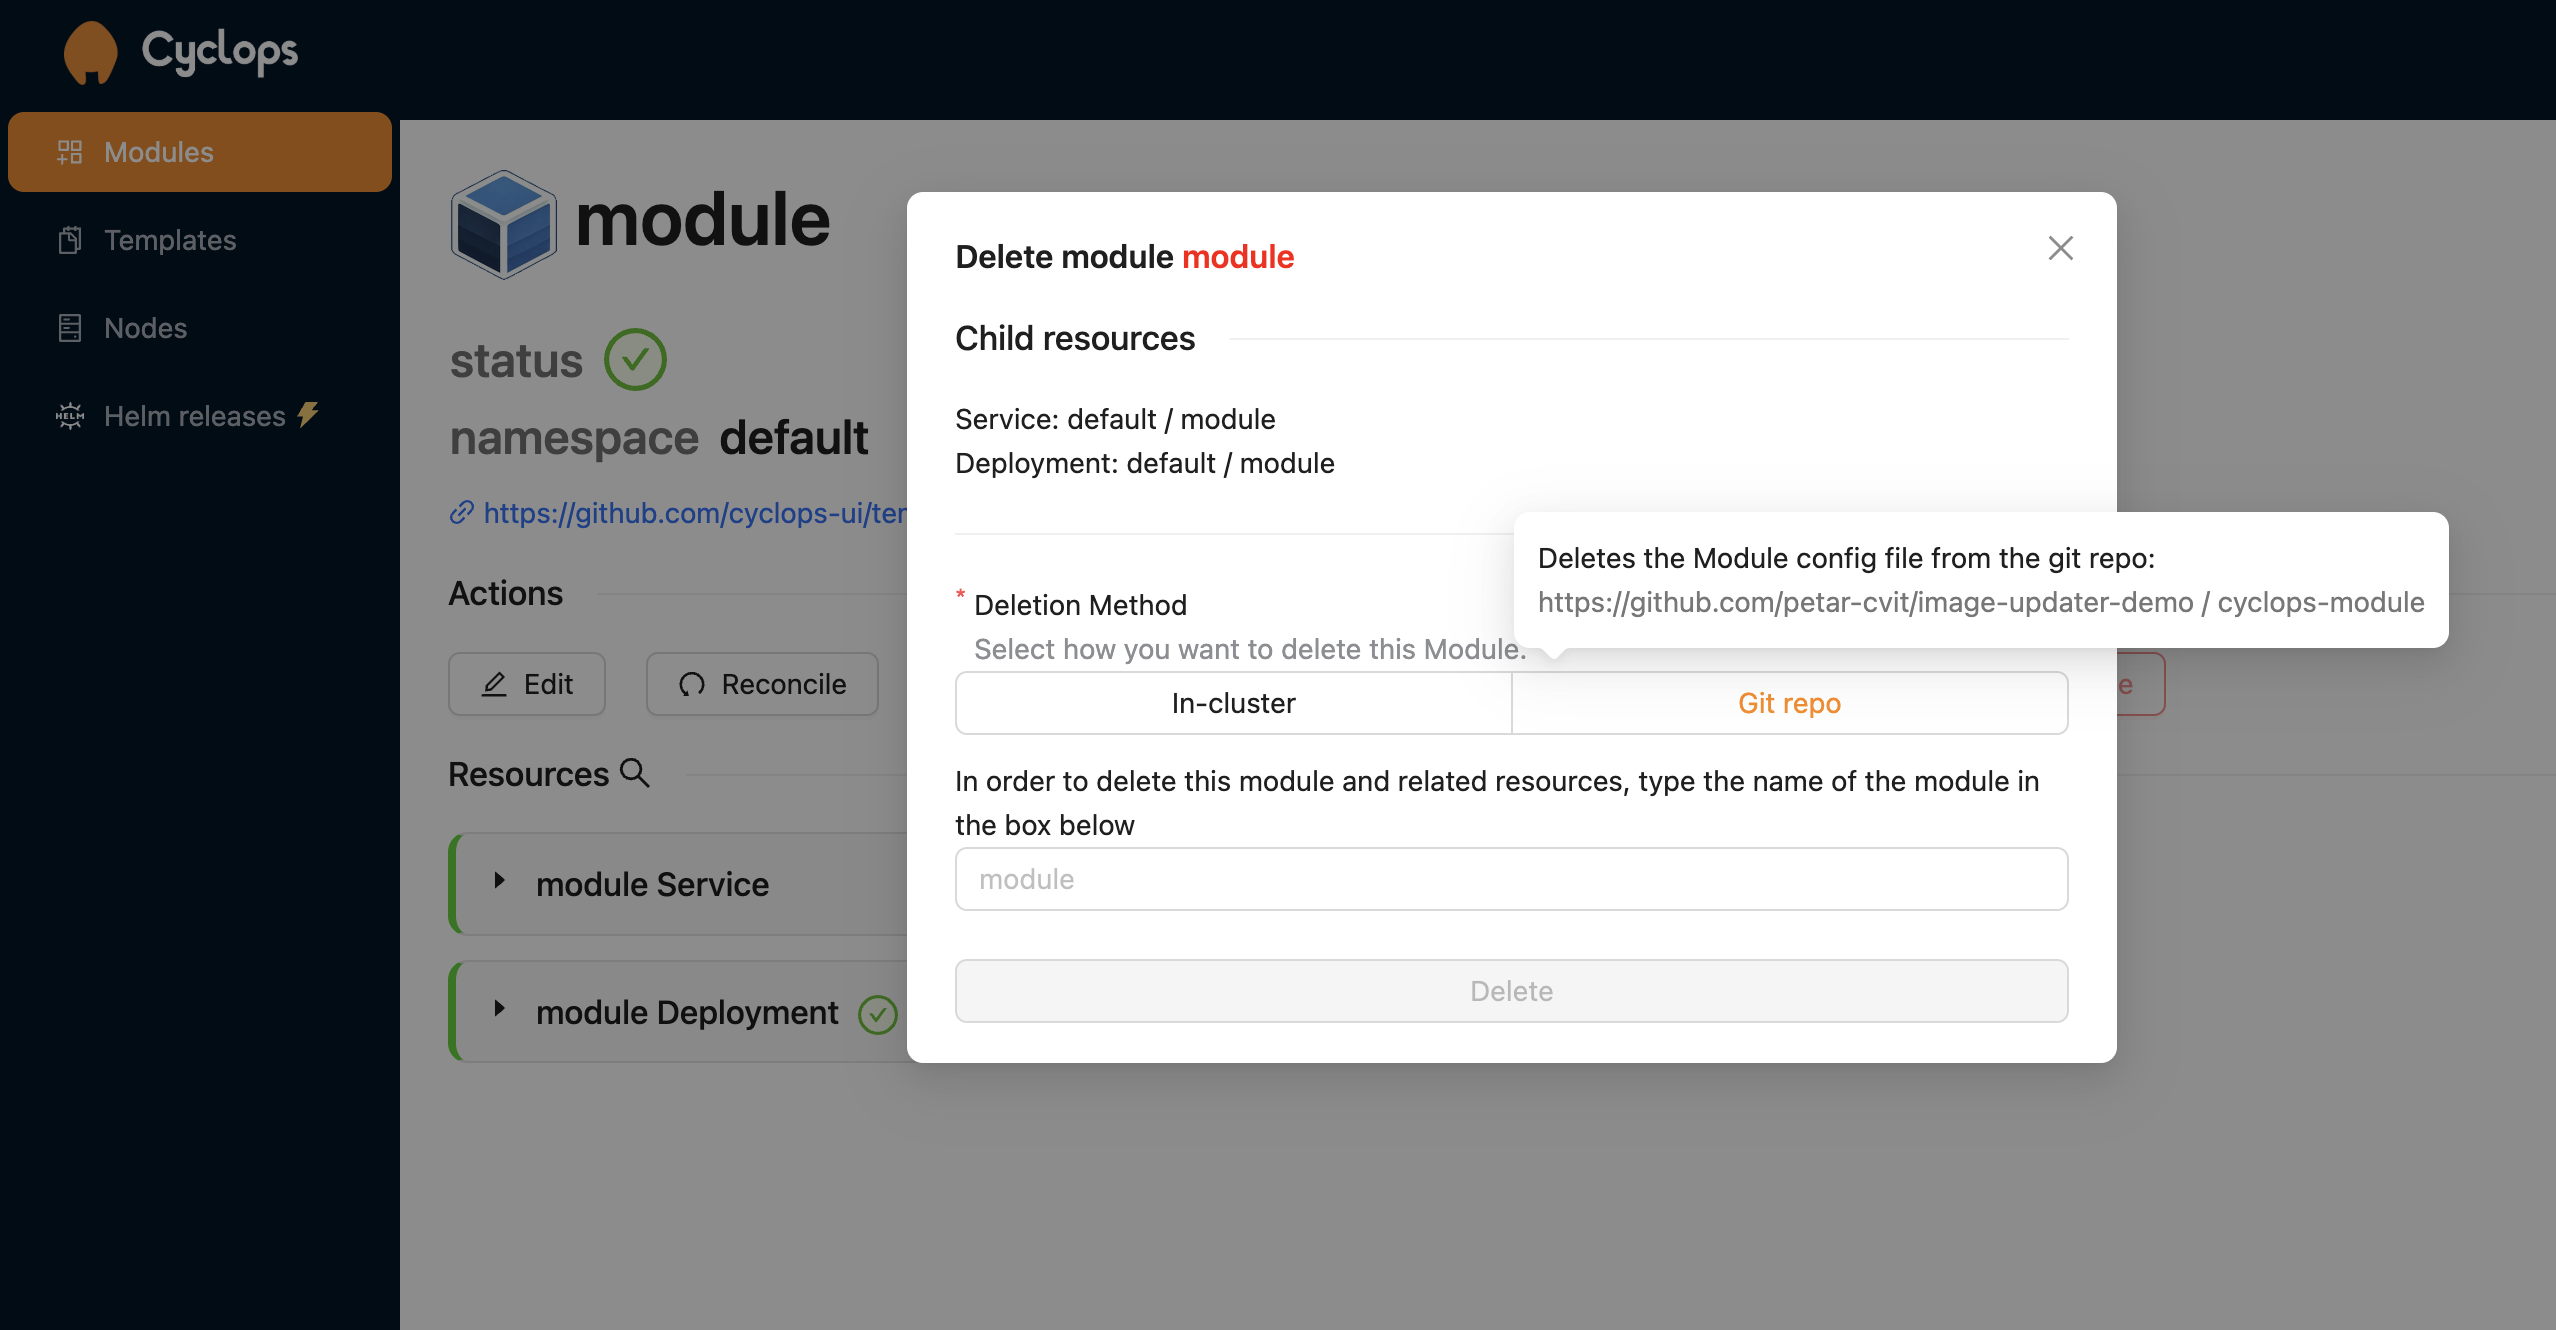 Cyclops
Modules
Templates
Nodes
HELM
Helm releases
module
status
namespace default
https://github.com/cyclops-ui/
Actions
Edit
Reconcile
Resources
module Service
module Deployment
Delete module module
Child resources
Service: default / module
Deployment: default / module
Deletes the Module config file from the git repo:
https://github.com/petar-cvit/image-updater-demo / cyclops-module
* Deletion Method
Select how you want to delete this Module.
In-cluster
Git repo
In order to delete this module and related resources, type the name of the module in
the box below
module
Delete